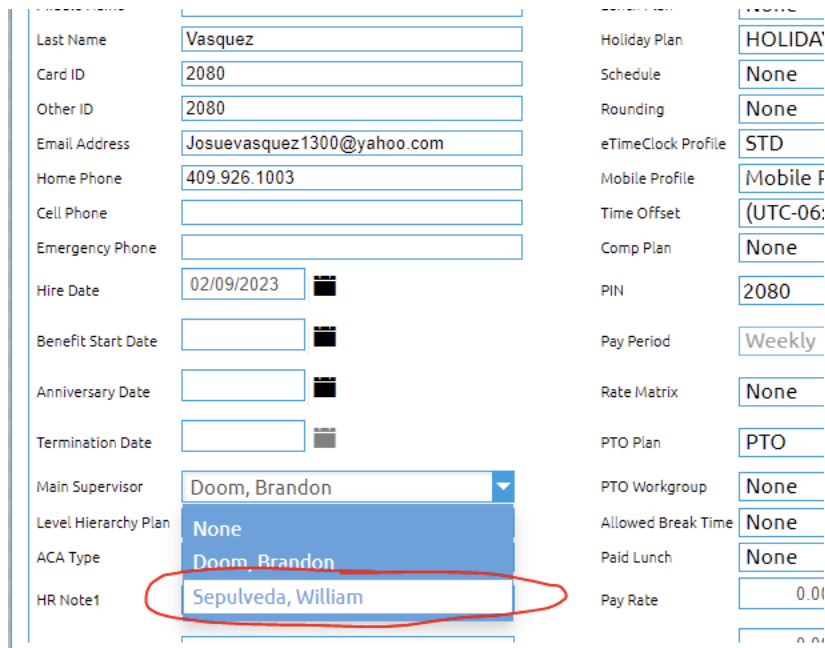 Last Name Vasquez Holiday Plan
Card ID 2080 Schedule None
Other ID 2080 Rounding None
Email Address Josuevasquez1300@yahoo.com eTimeClock Profile STD
Home Phone 409.926.1003 Mobile Profile Mobile
Cell Phone Time Offset (UTC-06:
Emergency Phone Comp Plan None
Hire Date 02/09/2023 PIN 2080
Benefit Start Date Pay Period Weekly
Anniversary Date Rate Matrix None
Termination Date PTO Plan PTO
Main Supervisor Doom, Brandon PTO Workgroup None
Level Hierarchy Plan None Allowed Break Time None
ACA Type Doom, Brandon Paid Lunch None
HR Note1 Sepulveda, William Pay Rate